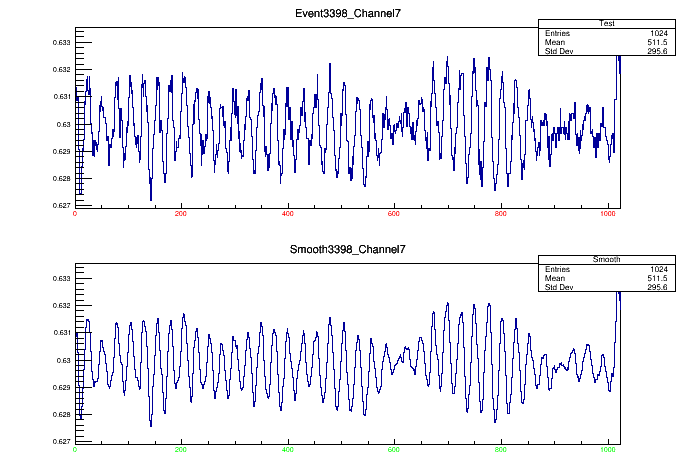 Event3398_Channel7
Test
Entries 1024
Mean 511.5
Std Dev 295.6
0.633
0.632
0.631
0.63
0.629
0.628
0.627
0 200 400 600 800 1000
Smooth3398_Channel7
Smooth
Entries 1024
Mean 511.5
Std Dev 295.6
0.633
0.632
0.631
0.63
0.629
0.628
0.627
0 200 400 600 800 1000